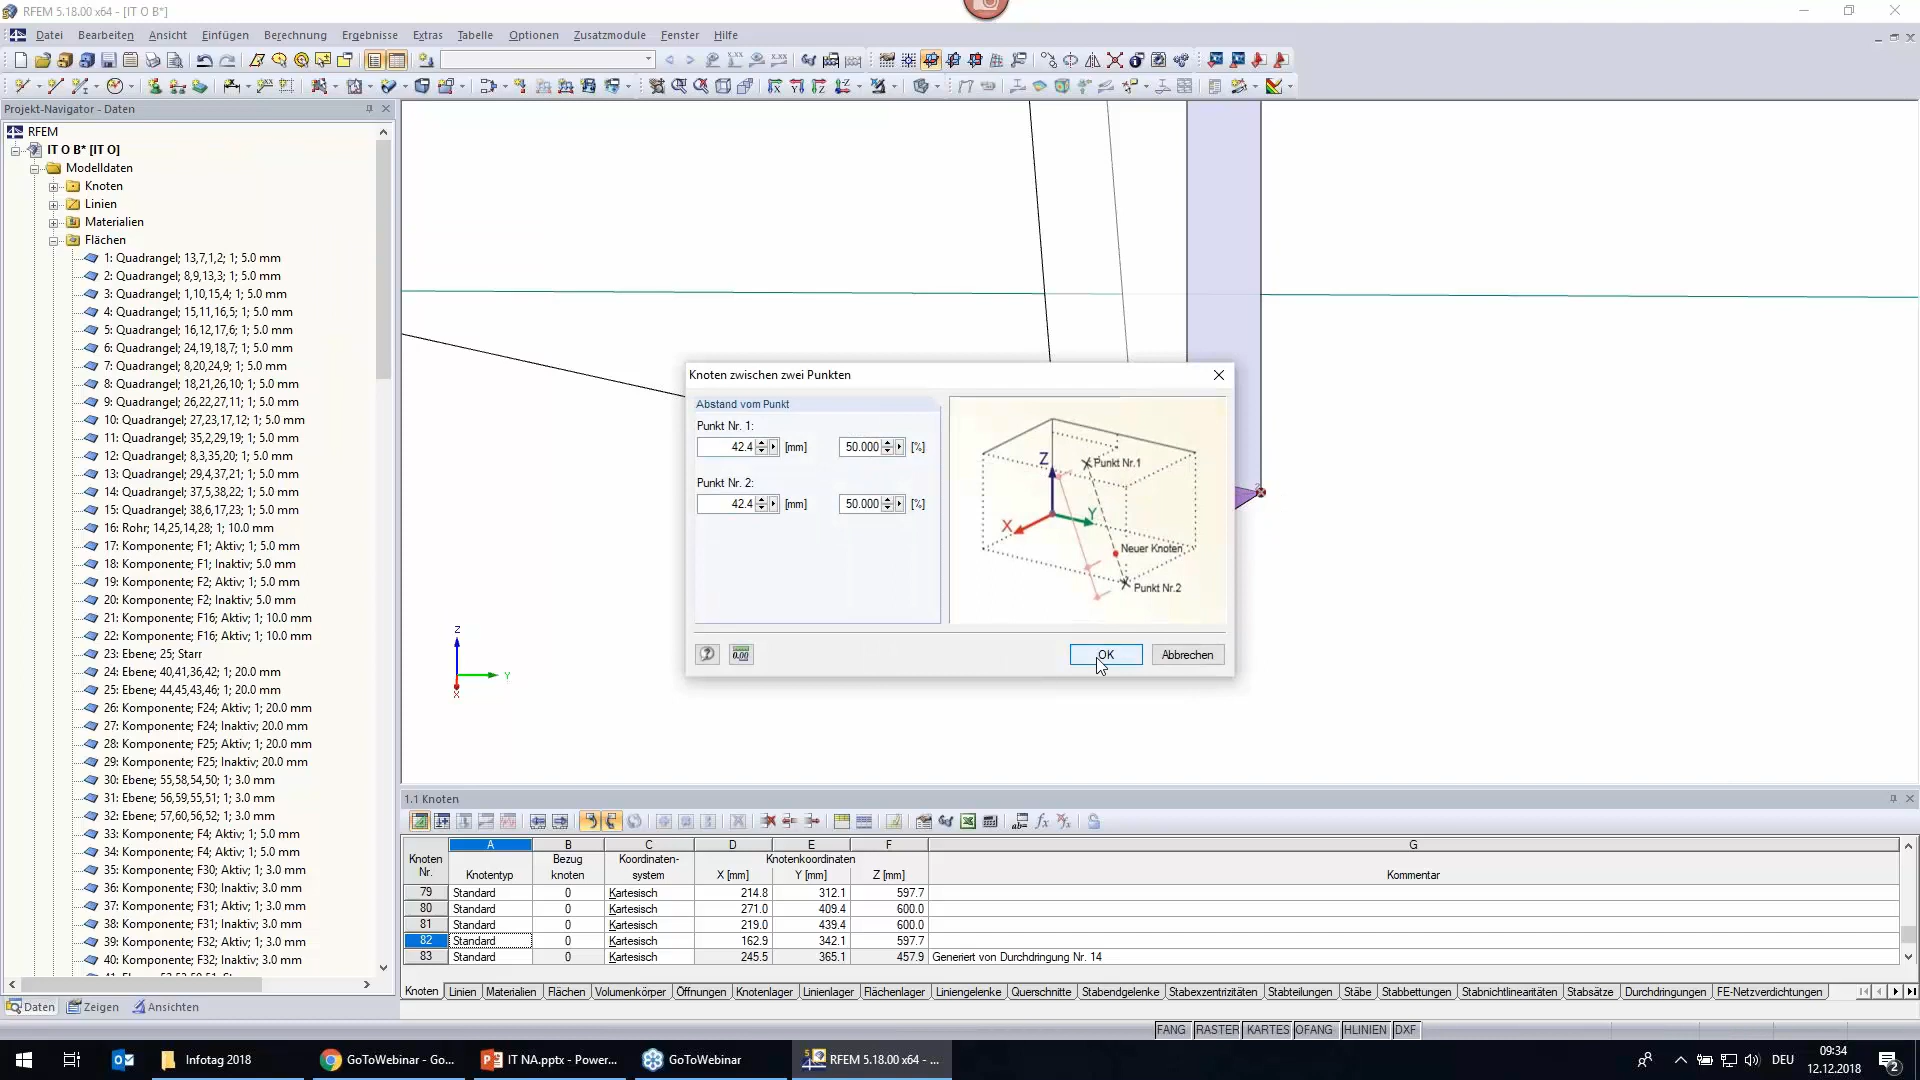 RFEM 5.18.00 x64 - [IT O B*]
Datei Bearbeiten Ansicht Einfügen Berechnung Ergebnisse Extras Tabelle Optionen Zusatzmodule Fenster Hilfe
Projekt-Navigator - Daten
RFEM
IT O B* [IT O]
Modelldaten
Knoten
Linien
Materialien
Flächen
1: Quadrangel; 13,7,1,2; 1; 5.0 mm
2: Quadrangel; 8,9,13,3; 1; 5.0 mm
3: Quadrangel; 1,10,15,4; 1; 5.0 mm
4: Quadrangel; 15,11,16,5; 1; 5.0 mm
5: Quadrangel; 16,12,17,6; 1; 5.0 mm
6: Quadrangel; 24,19,18,7; 1; 5.0 mm
7: Quadrangel; 8,20,24,9; 1; 5.0 mm
8: Quadrangel; 18,21,26,10; 1; 5.0 mm
9: Quadrangel; 26,22,27,11; 1; 5.0 mm
10: Quadrangel; 27,23,17,12; 1; 5.0 mm
11: Quadrangel; 35,2,29,19; 1; 5.0 mm
12: Quadrangel; 8,3,35,20; 1; 5.0 mm
13: Quadrangel; 29,4,37,21; 1; 5.0 mm
14: Quadrangel; 37,5,38,22; 1; 5.0 mm
15: Quadrangel; 38,6,17,23; 1; 5.0 mm
16: Rohr; 14,25,14,28; 1; 10.0 mm
17: Komponente; F1; Aktiv; 1; 5.0 mm
18: Komponente; F1; Inaktiv; 5.0 mm
19: Komponente; F2; Aktiv; 1; 5.0 mm
20: Komponente; F2; Inaktiv; 5.0 mm
21: Komponente; F16; Aktiv; 1; 10.0 mm
22: Komponente; F16; Aktiv; 1; 10.0 mm
23: Ebene; 25; Starr
24: Ebene; 40,41,36,42; 1; 20.0 mm
25: Ebene; 44,45,43,46; 1; 20.0 mm
26: Komponente; F24; Aktiv; 1; 20.0 mm
27: Komponente; F24; Inaktiv; 20.0 mm
28: Komponente; F25; Aktiv; 1; 20.0 mm
29: Komponente; F25; Inaktiv; 20.0 mm
30: Ebene; 55,58,54,50; 1; 3.0 mm
31: Ebene; 56,59,55,51; 1; 3.0 mm
32: Ebene; 57,60,56,52; 1; 3.0 mm
33: Komponente; F4; Aktiv; 1; 5.0 mm
34: Komponente; F4; Aktiv; 1; 5.0 mm
35: Komponente; F30; Aktiv; 1; 3.0 mm
36: Komponente; F30; Inaktiv; 3.0 mm
37: Komponente; F31; Aktiv; 1; 3.0 mm
38: Komponente; F31; Inaktiv; 3.0 mm
39: Komponente; F32; Aktiv; 1; 3.0 mm
40: Komponente; F32; Inaktiv; 3.0 mm
Daten Zeigen Ansichten
Z
Y
X
Knoten zwischen zwei Punkten
Abstand vom Punkt
Punkt Nr. 1:
42.4 [mm] 50.000 [%]
Punkt Nr. 2:
42.4 [mm] 50.000 [%]
Z
Punkt Nr.1
Y
X
Neuer Knoten
Punkt Nr.2
OK Abbrechen
1.1 Knoten
A B C D E F G
Knoten Bezug Koordinaten- Knotenkoordinaten
Nr. Knotentyp knoten system X [mm] Y [mm] Z [mm] Kommentar
79 Standard 0 Kartesisch 214.8 312.1 597.7
80 Standard 0 Kartesisch 271.0 409.4 600.0
81 Standard 0 Kartesisch 219.0 439.4 600.0
82 Standard 0 Kartesisch 162.9 342.1 597.7
83 Standard 0 Kartesisch 245.5 365.1 457.9 Generiert von Durchdringung Nr. 14
Knoten Linien Materialien Flächen Volumenkörper Öffnungen Knotenlager Linienlager Flächenlager Liniengelenke Querschnitte Stabendgelenke Stabexzentrizitäten Stabteilungen Stäbe Stabbettungen Stabnichtlinearitäten Stabsätze Durchdringungen FE-Netzverdichtungen
FANG RASTER KARTES OFANG HLINIEN DXF
Infotag 2018 GoToWebinar - Go... IT NA.pptx - Power... GoToWebinar RFEM 5.18.00 x64 - ... DEU 09:34
12.12.2018
2